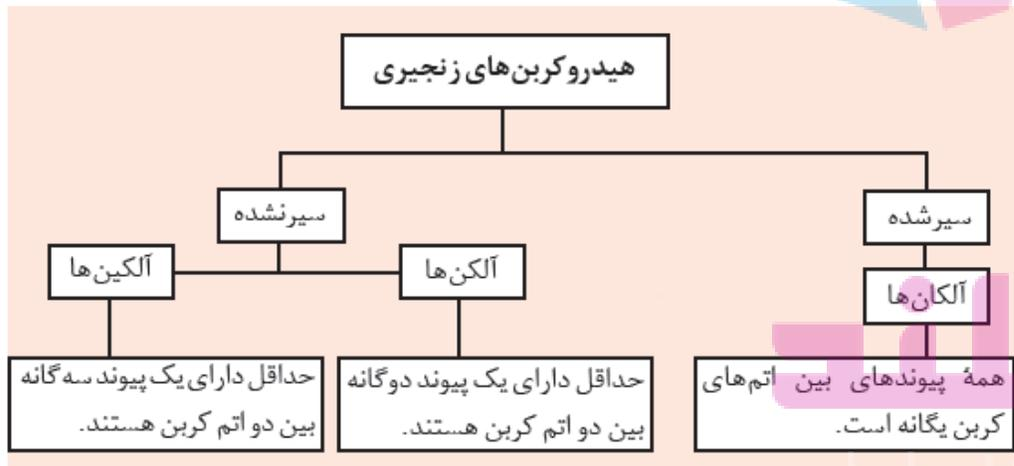 هیدروکربن‌های زنجیری
سیرشده
سیرنشده
آلکان‌ها
آلکن‌ها
آلکین‌ها
همهٔ پیوندهای بین اتم‌های
کربن یگانه است.
حداقل دارای یک پیوند دوگانه
بین دو اتم کربن هستند.
حداقل دارای یک پیوند سه‌گانه
بین دو اتم کربن هستند.